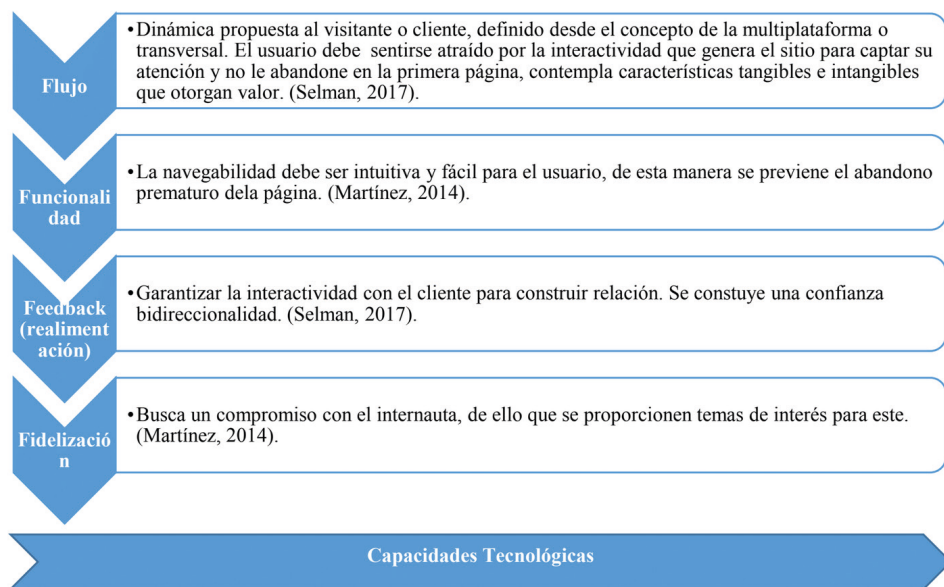 Flujo
•Dinámica propuesta al visitante o cliente, definido desde el concepto de la multiplataforma o
transversal. El usuario debe sentirse atraído por la interactividad que genera el sitio para captar su
atención y no le abandone en la primera página, contempla características tangibles e intangibles
que otorgan valor. (Selman, 2017).
Funcionali
dad
•La navegabilidad debe ser intuitiva y fácil para el usuario, de esta manera se previene el abandono
prematuro dela página. (Martínez, 2014).
Feedback
(realiment
ación)
•Garantizar la interactividad con el cliente para construir relación. Se constuye una confianza
bidireccionalidad. (Selman, 2017).
Fidelizació
n
•Busca un compromiso con el internauta, de ello que se proporcionen temas de interés para este.
(Martínez, 2014).
Capacidades Tecnológicas